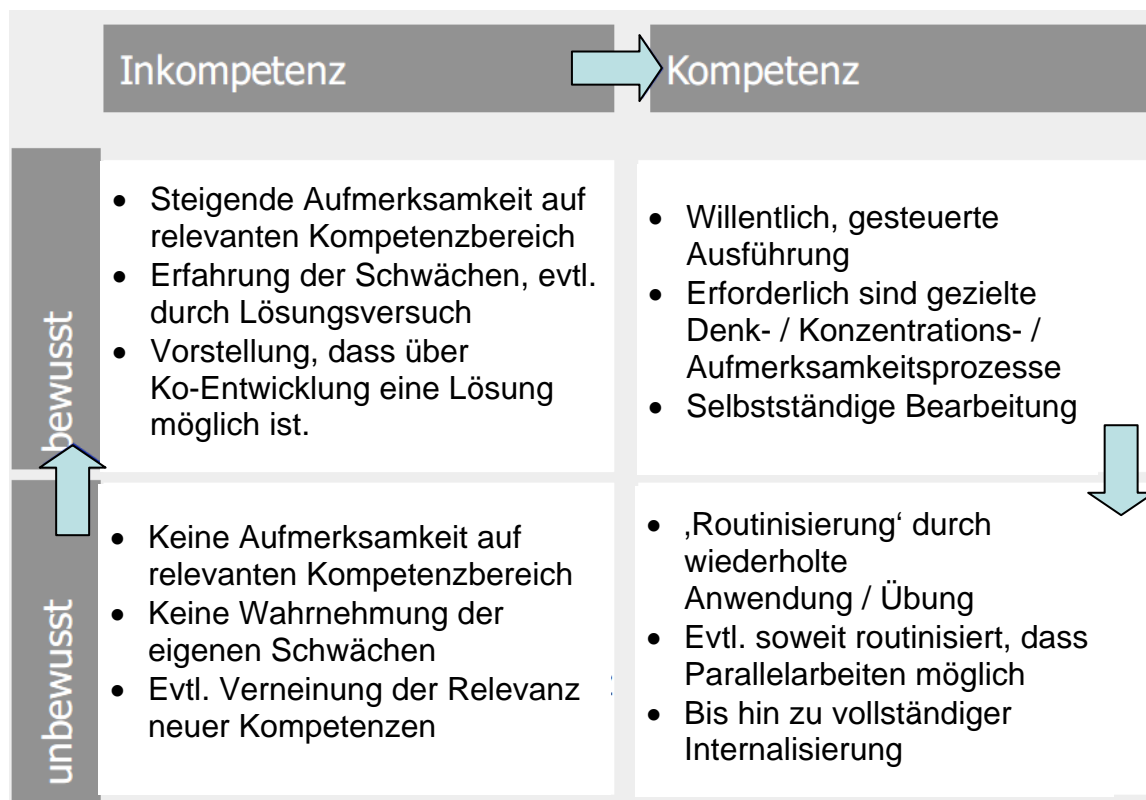 Inkompetenz
Kompetenz
bewusst
• Steigende Aufmerksamkeit auf
relevanten Kompetenzbereich
• Erfahrung der Schwächen, evtl.
durch Lösungsversuch
• Vorstellung, dass über
Ko-Entwicklung eine Lösung
möglich ist.
• Willentlich, gesteuerte
Ausführung
• Erforderlich sind gezielte
Denk- / Konzentrations- /
Aufmerksamkeitsprozesse
• Selbstständige Bearbeitung
unbewusst
• Keine Aufmerksamkeit auf
relevanten Kompetenzbereich
• Keine Wahrnehmung der
eigenen Schwächen
• Evtl. Verneinung der Relevanz
neuer Kompetenzen
• ‚Routinisierung‘ durch
wiederholte
Anwendung / Übung
• Evtl. soweit routinisiert, dass
Parallelarbeiten möglich
• Bis hin zu vollständiger
Internalisierung